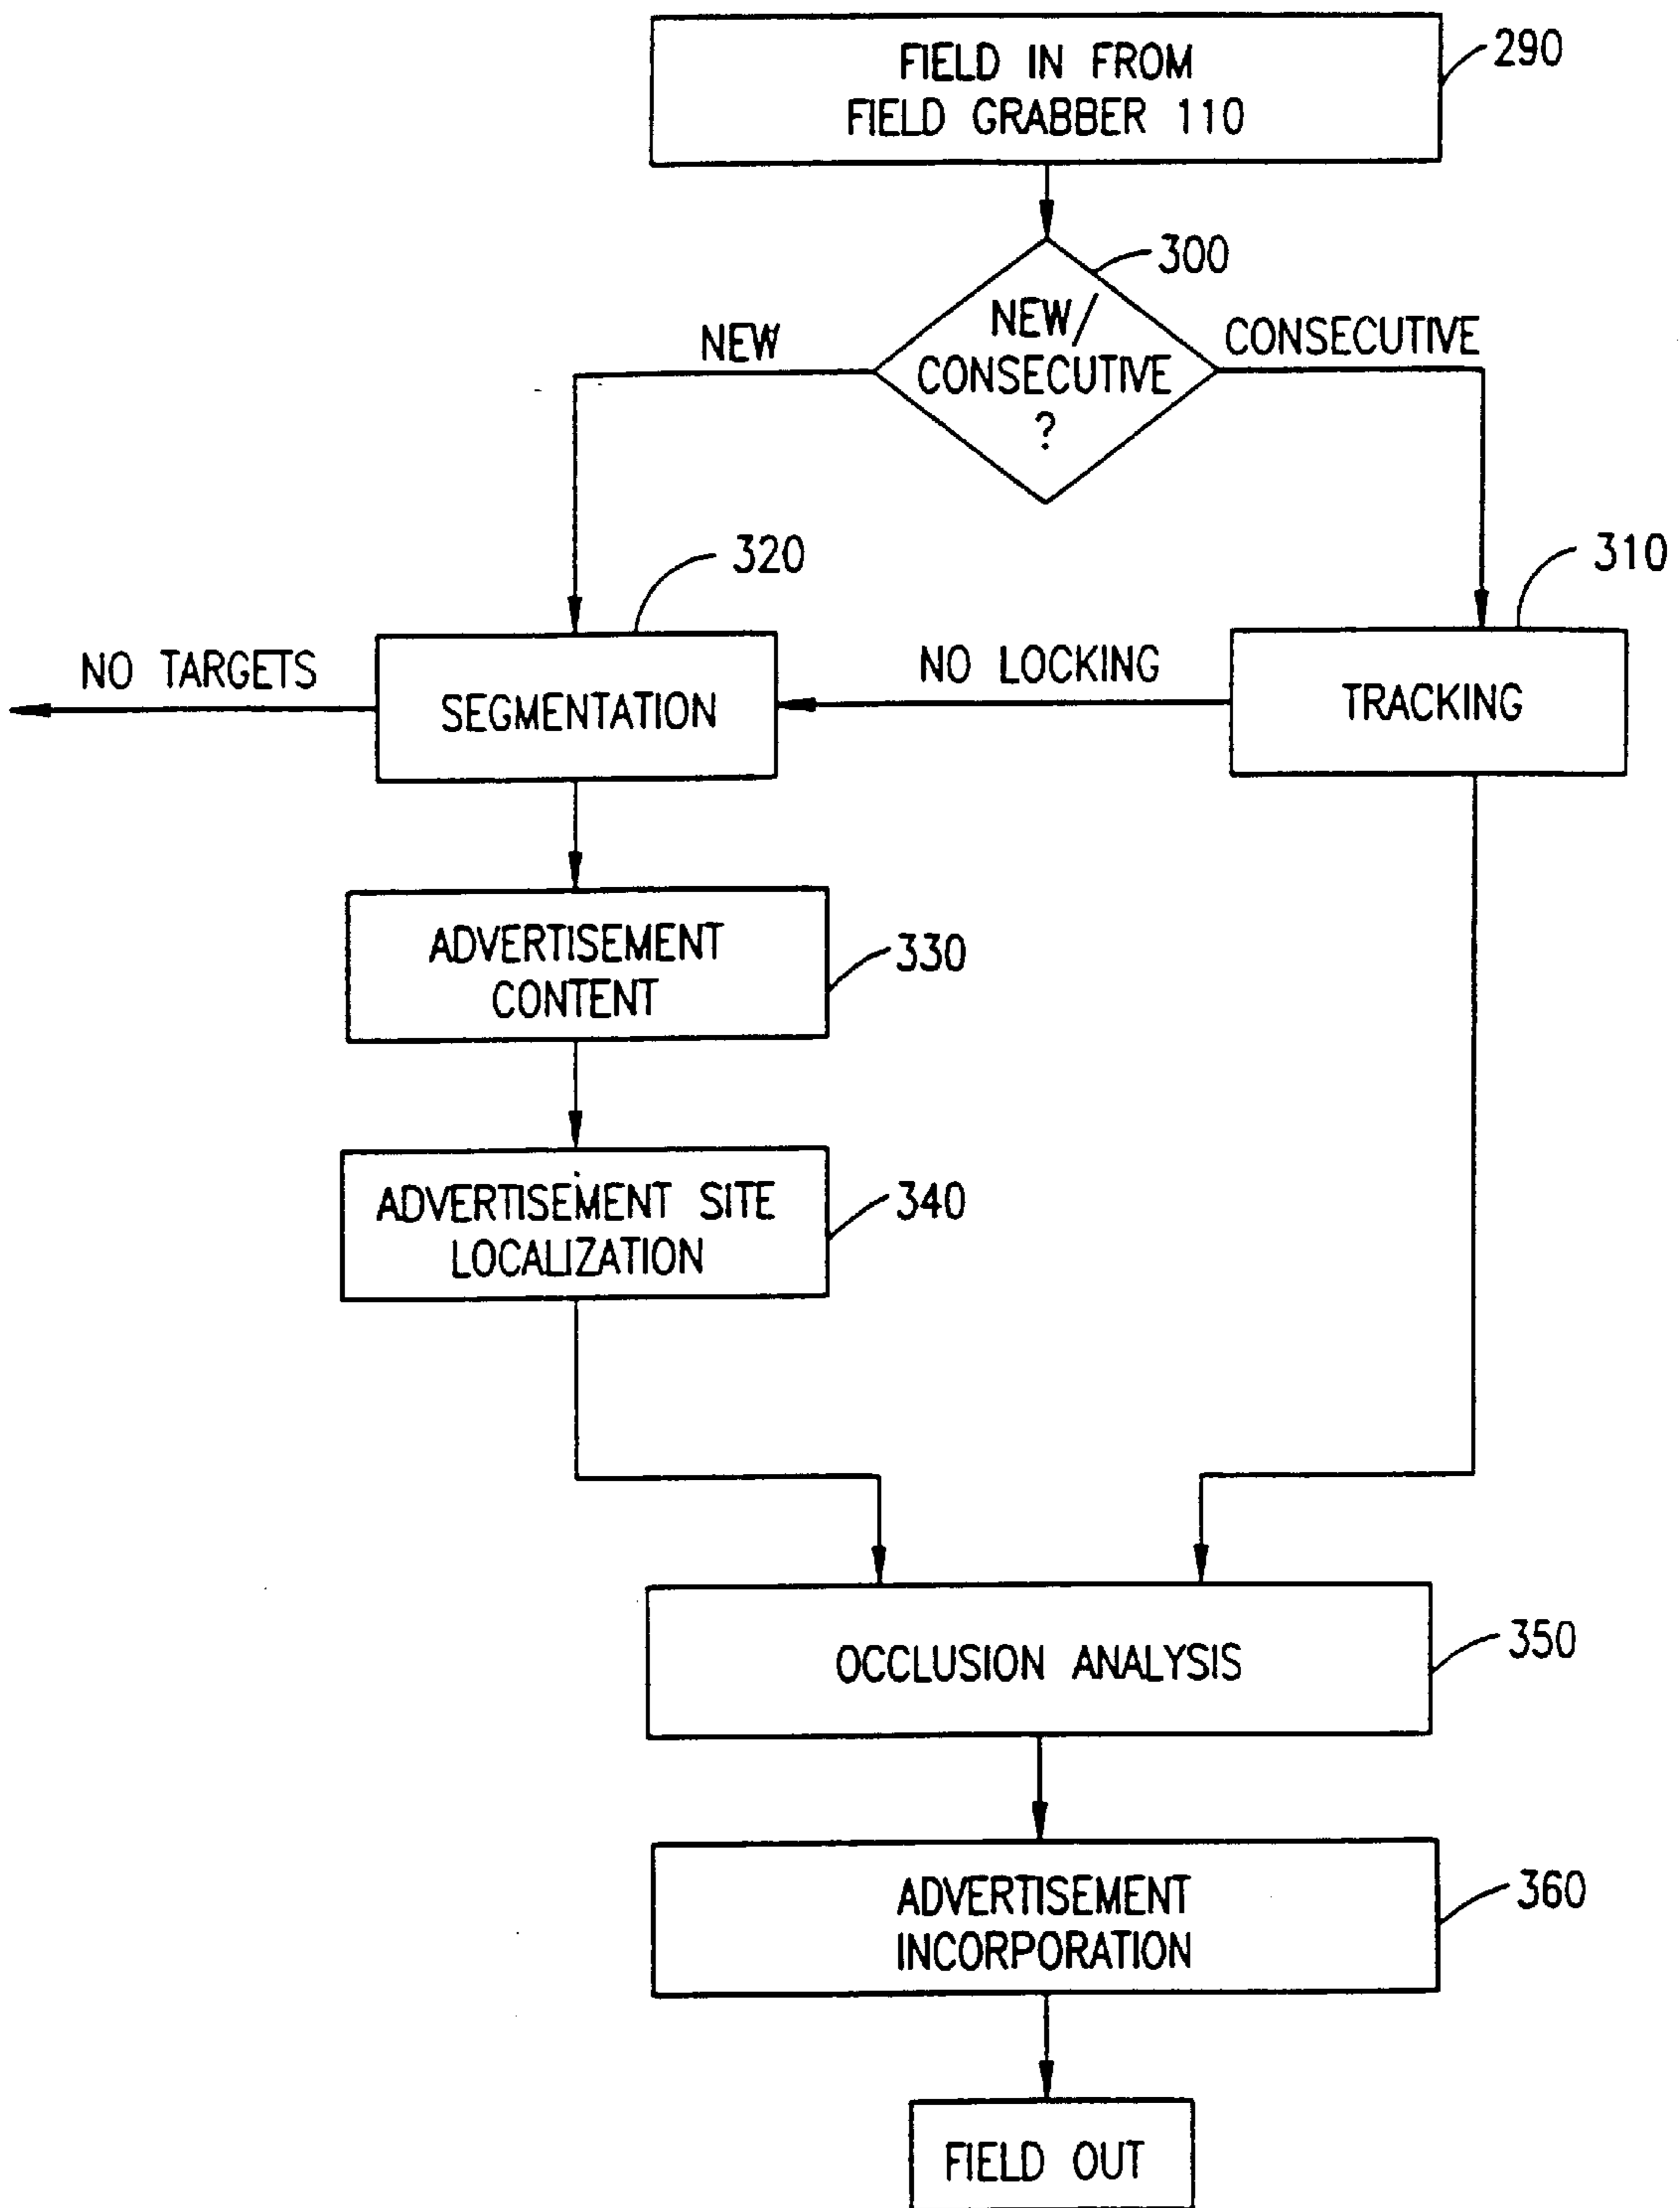 FIELD IN FROM
FIELD GRABBER 110
290
300
NEW/
CONSECUTIVE
?
NEW
CONSECUTIVE
320
310
NO TARGETS
SEGMENTATION
NO LOCKING
TRACKING
ADVERTISEMENT
CONTENT
330
ADVERTISEMENT SITE
LOCALIZATION
340
OCCLUSION ANALYSIS
350
ADVERTISEMENT
INCORPORATION
360
FIELD OUT